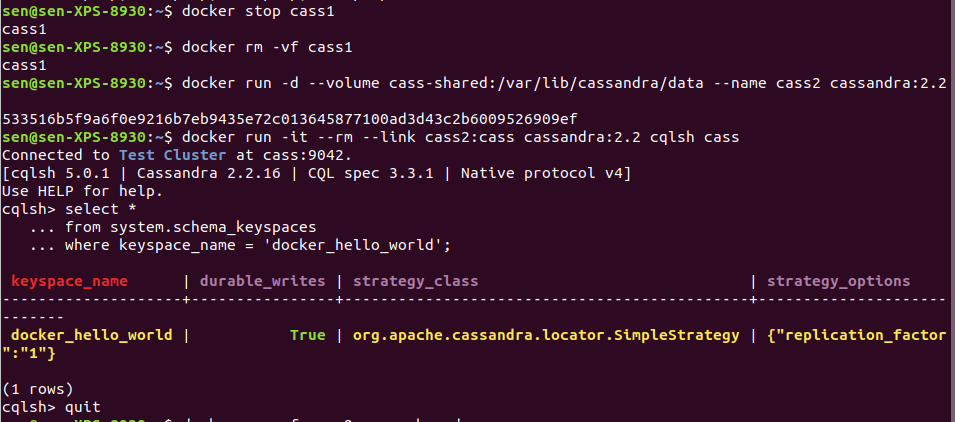 sen@sen-XPS-8930:~$ docker stop cass1
cass1
sen@sen-XPS-8930:~$ docker rm -vf cass1
cass1
sen@sen-XPS-8930:~$ docker run -d --volume cass-shared:/var/lib/cassandra/data --name cass2 cassandra:2.2
533516b5f9a6f0e9216b7eb9435e72c013645877100ad3d43c2b6009526909ef
sen@sen-XPS-8930:~$ docker run -it --rm --link cass2:cass cassandra:2.2 cqlsh cass
Connected to Test Cluster at cass:9042.
[cqlsh 5.0.1 | Cassandra 2.2.16 | CQL spec 3.3.1 | Native protocol v4]
Use HELP for help.
cqlsh> select *
   ... from system.schema_keyspaces
   ... where keyspace_name = 'docker_hello_world';
 keyspace_name      | durable_writes | strategy_class                              | strategy_options
--------------------+----------------+---------------------------------------------+---------------------
-------
 docker_hello_world |           True | org.apache.cassandra.locator.SimpleStrategy | {"replication_factor
":"1"}
(1 rows)
cqlsh> quit